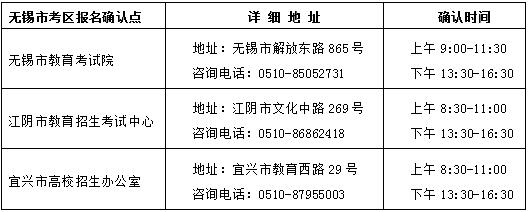 无锡市考区报名确认点 详 细 地 址 确认时间
无锡市教育考试院
地址：无锡市解放东路 865 号
咨询电话：0510-85052731
上午 9:00-11:30
下午 13:30-16:30
江阴市教育招生考试中心
地址：江阴市文化中路 269 号
咨询电话：0510-86862418
上午 8:30-11:00
下午 13:30-16:30
宜兴市高校招生办公室
地址：宜兴市教育西路 29 号
咨询电话：0510-87955003
上午 8:30-11:00
下午 13:30-16:30